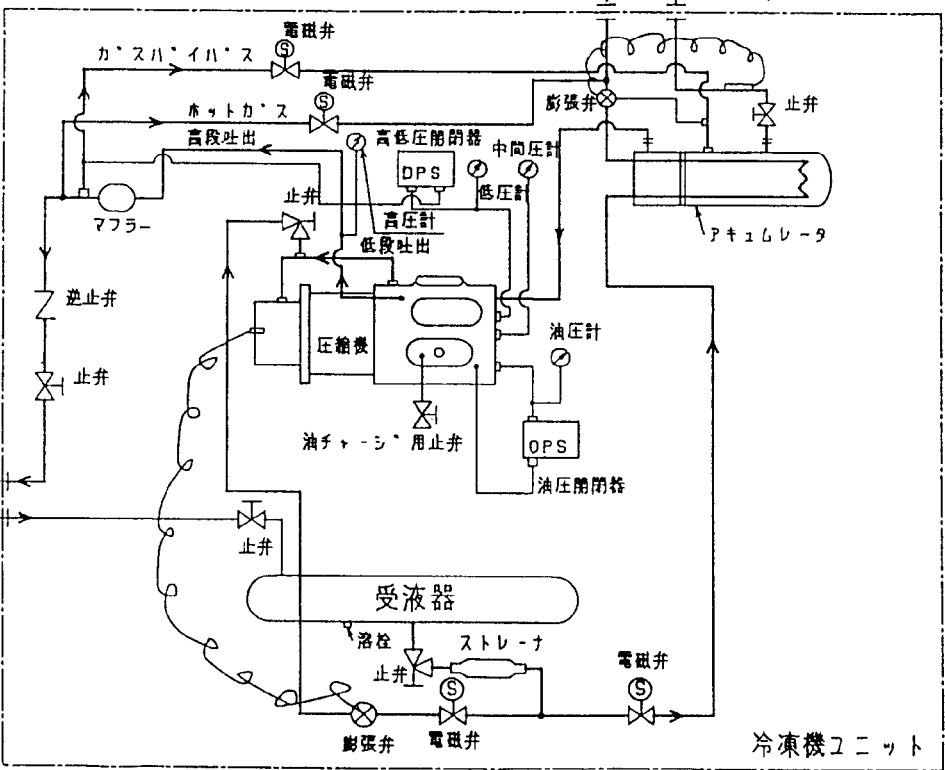 電磁弁
ガスバイパス
電磁弁
ホットガス
膨張弁
止弁
高段吐出
高低圧開閉器
中間圧計
DPS
低圧計
止弁
高圧計
マフラー
低段吐出
アキュムレータ
逆止弁
圧縮機
油圧計
止弁
油チャージ用止弁
OPS
油圧開閉器
止弁
受液器
溶栓
ストレーナ
止弁
電磁弁
膨張弁
電磁弁
冷凍機ユニット
S
S
S
S